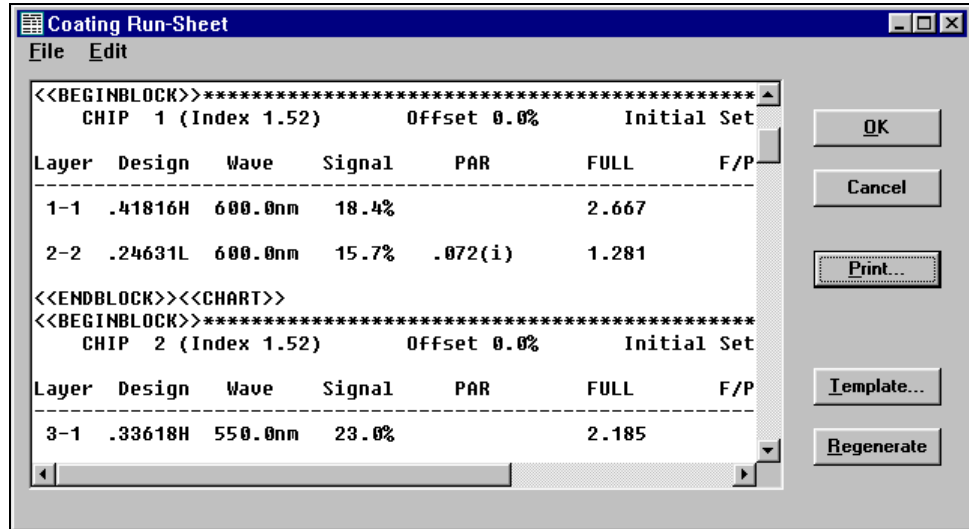 Coating Run-Sheet
File Edit
<<BEGINBLOCK>>**********************************************
CHIP 1 (Index 1.52) Offset 0.0% Initial Set
Layer Design Wave Signal PAR FULL F/P
------------------------------------------------------------
1-1 .41816H 600.0nm 18.4% 2.667
2-2 .24631L 600.0nm 15.7% .072(i) 1.281
<<ENDBLOCK>><<CHART>>
<<BEGINBLOCK>>**********************************************
CHIP 2 (Index 1.52) Offset 0.0% Initial Set
Layer Design Wave Signal PAR FULL F/P
------------------------------------------------------------
3-1 .33618H 550.0nm 23.0% 2.185
OK
Cancel
Print...
Template...
Regenerate